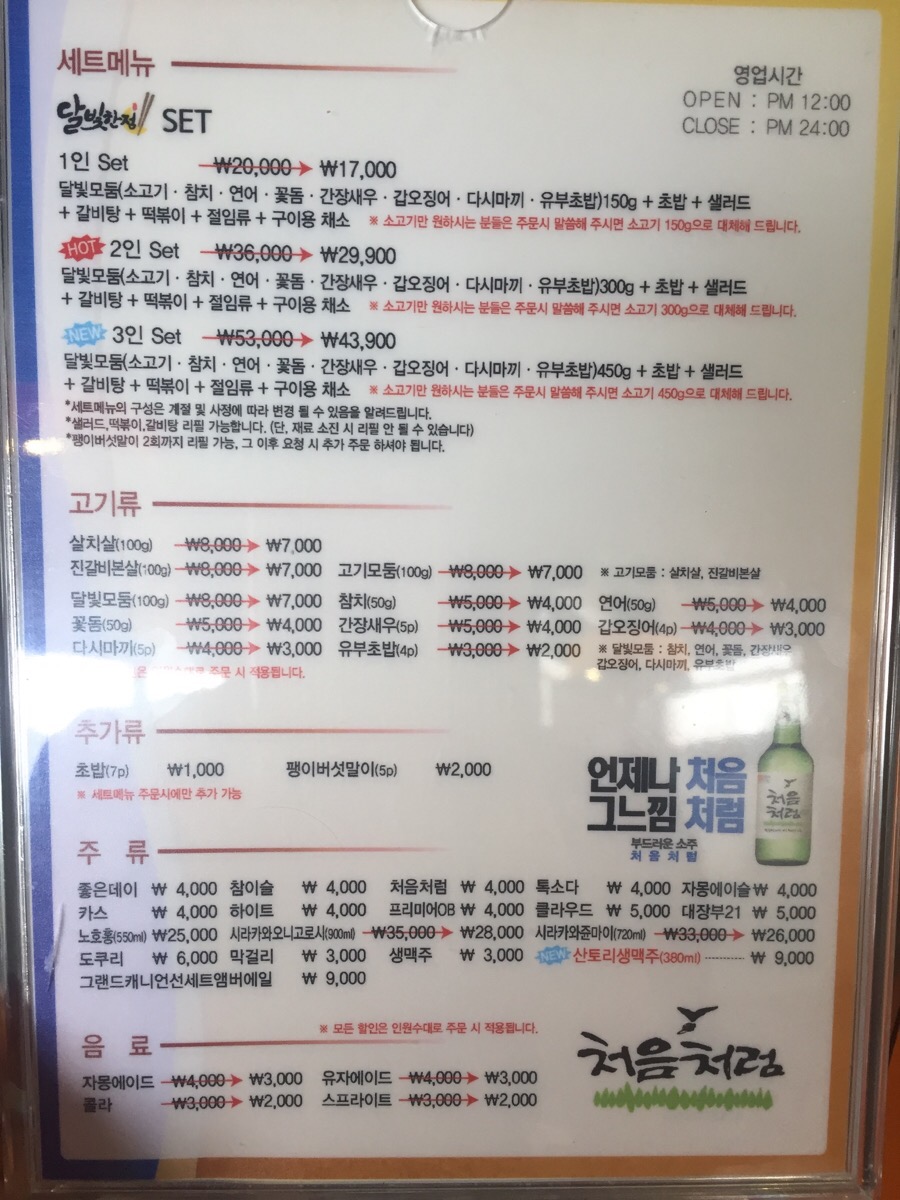 세트메뉴
영업시간
OPEN : PM 12:00
CLOSE : PM 24:00
달빛한점 SET
1인 Set ₩20,000 ₩17,000
달빛모둠(소고기 · 참치 · 연어 · 꽃돔 · 간장새우 · 갑오징어 · 다시마끼 · 유부초밥)150g + 초밥 + 샐러드
+ 갈비탕 + 떡볶이 + 절임류 + 구이용 채소 ※ 소고기만 원하시는 분들은 주문시 말씀해 주시면 소고기 150g으로 대체해 드립니다.
HOT 2인 Set ₩36,000 ₩29,900
달빛모둠(소고기 · 참치 · 연어 · 꽃돔 · 간장새우 · 갑오징어 · 다시마끼 · 유부초밥)300g + 초밥 + 샐러드
+ 갈비탕 + 떡볶이 + 절임류 + 구이용 채소 ※ 소고기만 원하시는 분들은 주문시 말씀해 주시면 소고기 300g으로 대체해 드립니다.
NEW 3인 Set ₩53,000 ₩43,900
달빛모둠(소고기 · 참치 · 연어 · 꽃돔 · 간장새우 · 갑오징어 · 다시마끼 · 유부초밥)450g + 초밥 + 샐러드
+ 갈비탕 + 떡볶이 + 절임류 + 구이용 채소 ※ 소고기만 원하시는 분들은 주문시 말씀해 주시면 소고기 450g으로 대체해 드립니다.
*세트메뉴의 구성은 계절 및 사정에 따라 변경 될 수 있음을 알려드립니다.
*샐러드,떡볶이,갈비탕 리필 가능합니다. (단, 재료 소진 시 리필 안 될 수 있습니다)
*팽이버섯말이 2회까지 리필 가능, 그 이후 요청 시 추가 주문 하셔야 됩니다.
고기류
살치살(100g) ₩8,000 ₩7,000
진갈비본살(100g) ₩8,000 ₩7,000 고기모둠(100g) ₩8,000 ₩7,000 ※ 고기모둠 : 살치살, 진갈비본살
달빛모둠(100g) ₩8,000 ₩7,000 참치(50g) ₩5,000 ₩4,000 연어(50g) ₩5,000 ₩4,000
꽃돔(50g) ₩5,000 ₩4,000 간장새우(5p) ₩5,000 ₩4,000 갑오징어(4p) ₩4,000 ₩3,000
다시마끼(5p) ₩4,000 ₩3,000 유부초밥(4p) ₩3,000 ₩2,000 ※ 달빛모둠 : 참치, 연어, 꽃돔, 간장새우
갑오징어, 다시마끼, 유부초밥
은 인원수대로 주문 시 적용됩니다.
추가류
초밥(7p) ₩1,000 팽이버섯말이(5p) ₩2,000
※ 세트메뉴 주문시에만 추가 가능
언제나 처음
그느낌 처럼
부드러운 소주
처음처럼
처음
처럼
주 류
좋은데이 ₩ 4,000 참이슬 ₩ 4,000 처음처럼 ₩ 4,000 톡소다 ₩ 4,000 자몽에이슬 ₩ 4,000
카스 ₩ 4,000 하이트 ₩ 4,000 프리미어OB ₩ 4,000 클라우드 ₩ 5,000 대장부21 ₩ 5,000
노호홍(550ml) ₩25,000 시라카와오니고로시(900ml) ₩35,000 ₩28,000 시라카와준마이(720ml) ₩33,000 ₩26,000
도쿠리 ₩ 6,000 막걸리 ₩ 3,000 생맥주 ₩ 3,000 NEW 산토리생맥주(380ml) ₩ 9,000
그랜드캐니언선세트앰버에일 ₩ 9,000
※ 모든 할인은 인원수대로 주문 시 적용됩니다.
음 료
처음처럼
자몽에이드 ₩4,000 ₩3,000 유자에이드 ₩4,000 ₩3,000
콜라 ₩3,000 ₩2,000 스프라이트 ₩3,000 ₩2,000